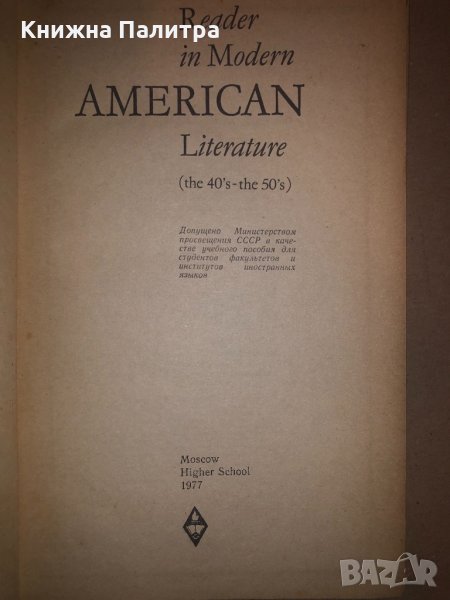 Книжна Палитра
Reader
in Modern
AMERICAN
Literature
(the 40's-the 50's)
Допущено Министерством
просвещения СССР в каче-
стве учебного пособия для
студентов факультетов и
институтов иностранных
языков
Moscow
Higher School
1977
BAZAR